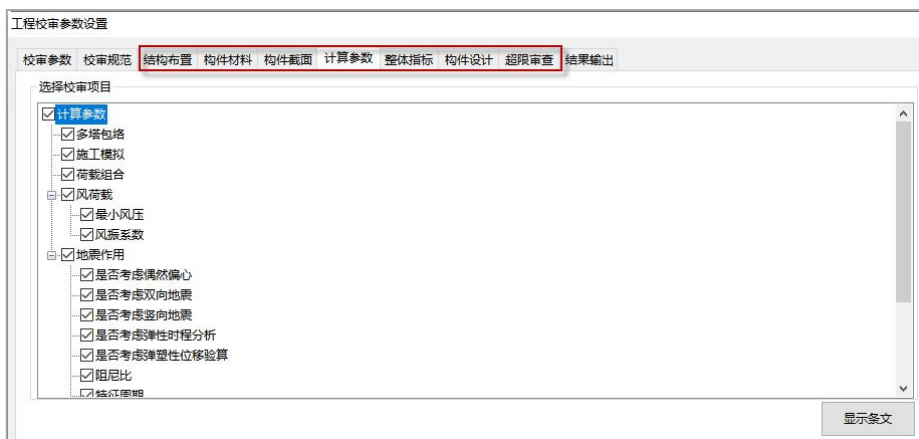 工程校审参数设置
校审参数 校审规范 结构布置 构件材料 构件截面 计算参数 整体指标 构件设计 超限审查 结果输出
选择校审项目
计算参数
多塔包络
施工模拟
荷载组合
风荷载
最小风压
风振系数
地震作用
是否考虑偶然偏心
是否考虑双向地震
是否考虑竖向地震
是否考虑弹性时程分析
是否考虑弹塑性位移验算
阻尼比
特征周期
显示条文